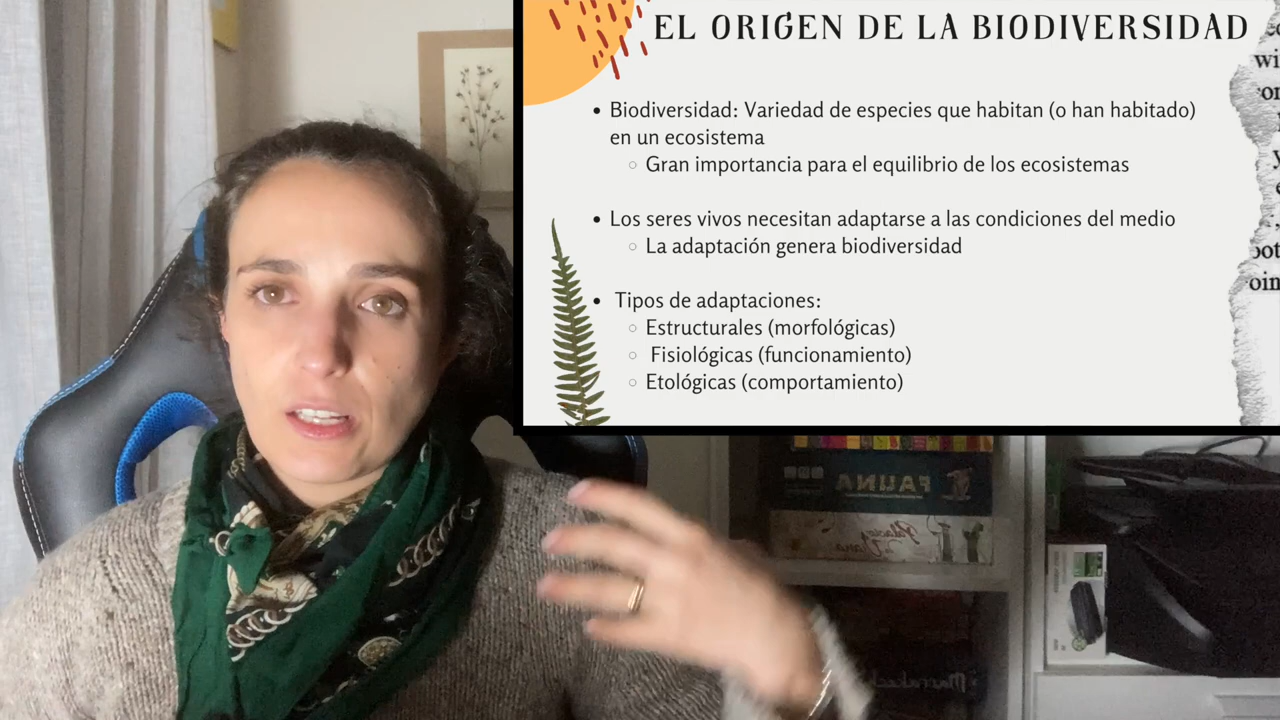 EL ORIGEN DE LA BIODIVERSIDAD
• Biodiversidad: Variedad de especies que habitan (o han habitado)
en un ecosistema
◦ Gran importancia para el equilibrio de los ecosistemas
• Los seres vivos necesitan adaptarse a las condiciones del medio
◦ La adaptación genera biodiversidad
• Tipos de adaptaciones:
◦ Estructurales (morfológicas)
◦ Fisiológicas (funcionamiento)
◦ Etológicas (comportamiento)
wi
FAUNA
Marrakech